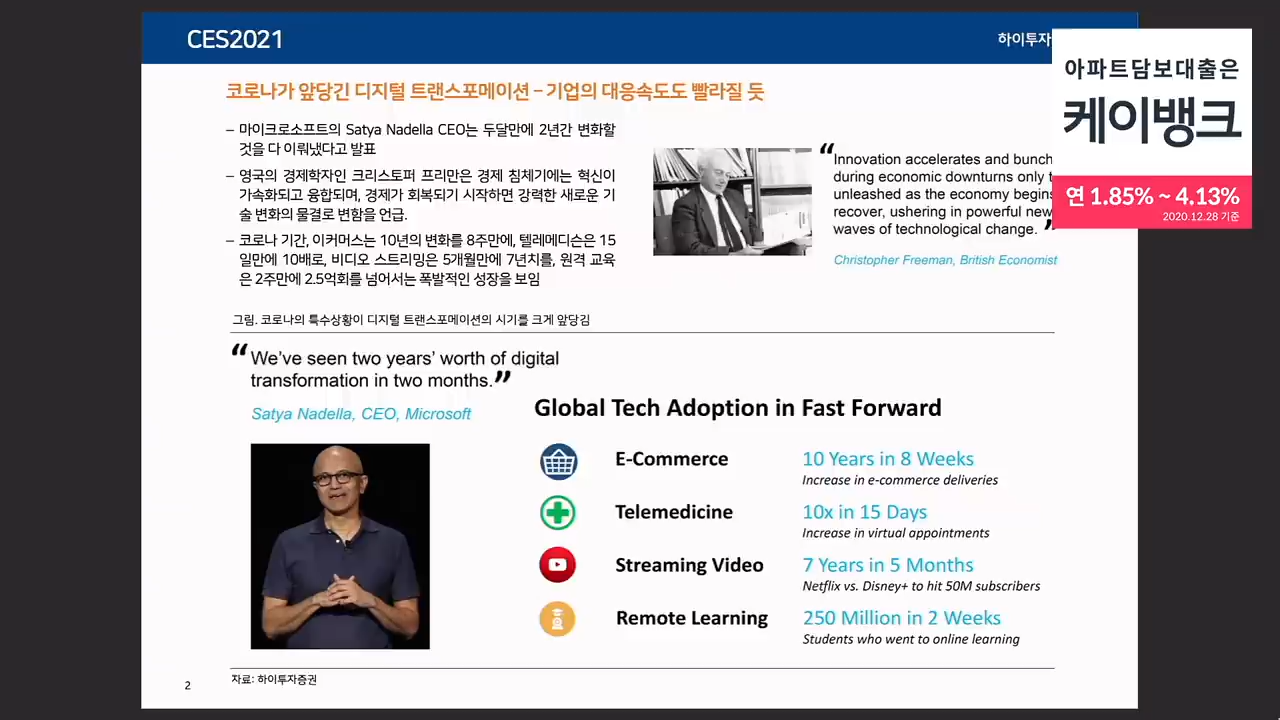 CES2021
하이투자
아파트담보대출은
케이뱅크
연 1.85% ~ 4.13%
2020.12.28 기준
코로나가 앞당긴 디지털 트랜스포메이션 – 기업의 대응속도도 빨라질 듯
– 마이크로소프트의 Satya Nadella CEO는 두달만에 2년간 변화할
것을 다 이뤄냈다고 발표
– 영국의 경제학자인 크리스토퍼 프리만은 경제 침체기에는 혁신이
가속화되고 융합되며, 경제가 회복되기 시작하면 강력한 새로운 기
술 변화의 물결로 변함을 언급.
– 코로나 기간, 이커머스는 10년의 변화를 8주만에, 텔레메디슨은 15
일만에 10배로, 비디오 스트리밍은 5개월만에 7년치를, 원격 교육
은 2주만에 2.5억회를 넘어서는 폭발적인 성장을 보임
“Innovation accelerates and bunch
during economic downturns only
unleashed as the economy begins
recover, ushering in powerful new
waves of technological change.”
Christopher Freeman, British Economist
그림. 코로나의 특수상황이 디지털 트랜스포메이션의 시기를 크게 앞당김
“We’ve seen two years’ worth of digital
transformation in two months.”
Satya Nadella, CEO, Microsoft
Global Tech Adoption in Fast Forward
E-Commerce
10 Years in 8 Weeks
Increase in e-commerce deliveries
Telemedicine
10x in 15 Days
Increase in virtual appointments
Streaming Video
7 Years in 5 Months
Netflix vs. Disney+ to hit 50M subscribers
Remote Learning
250 Million in 2 Weeks
Students who went to online learning
자료: 하이투자증권
2